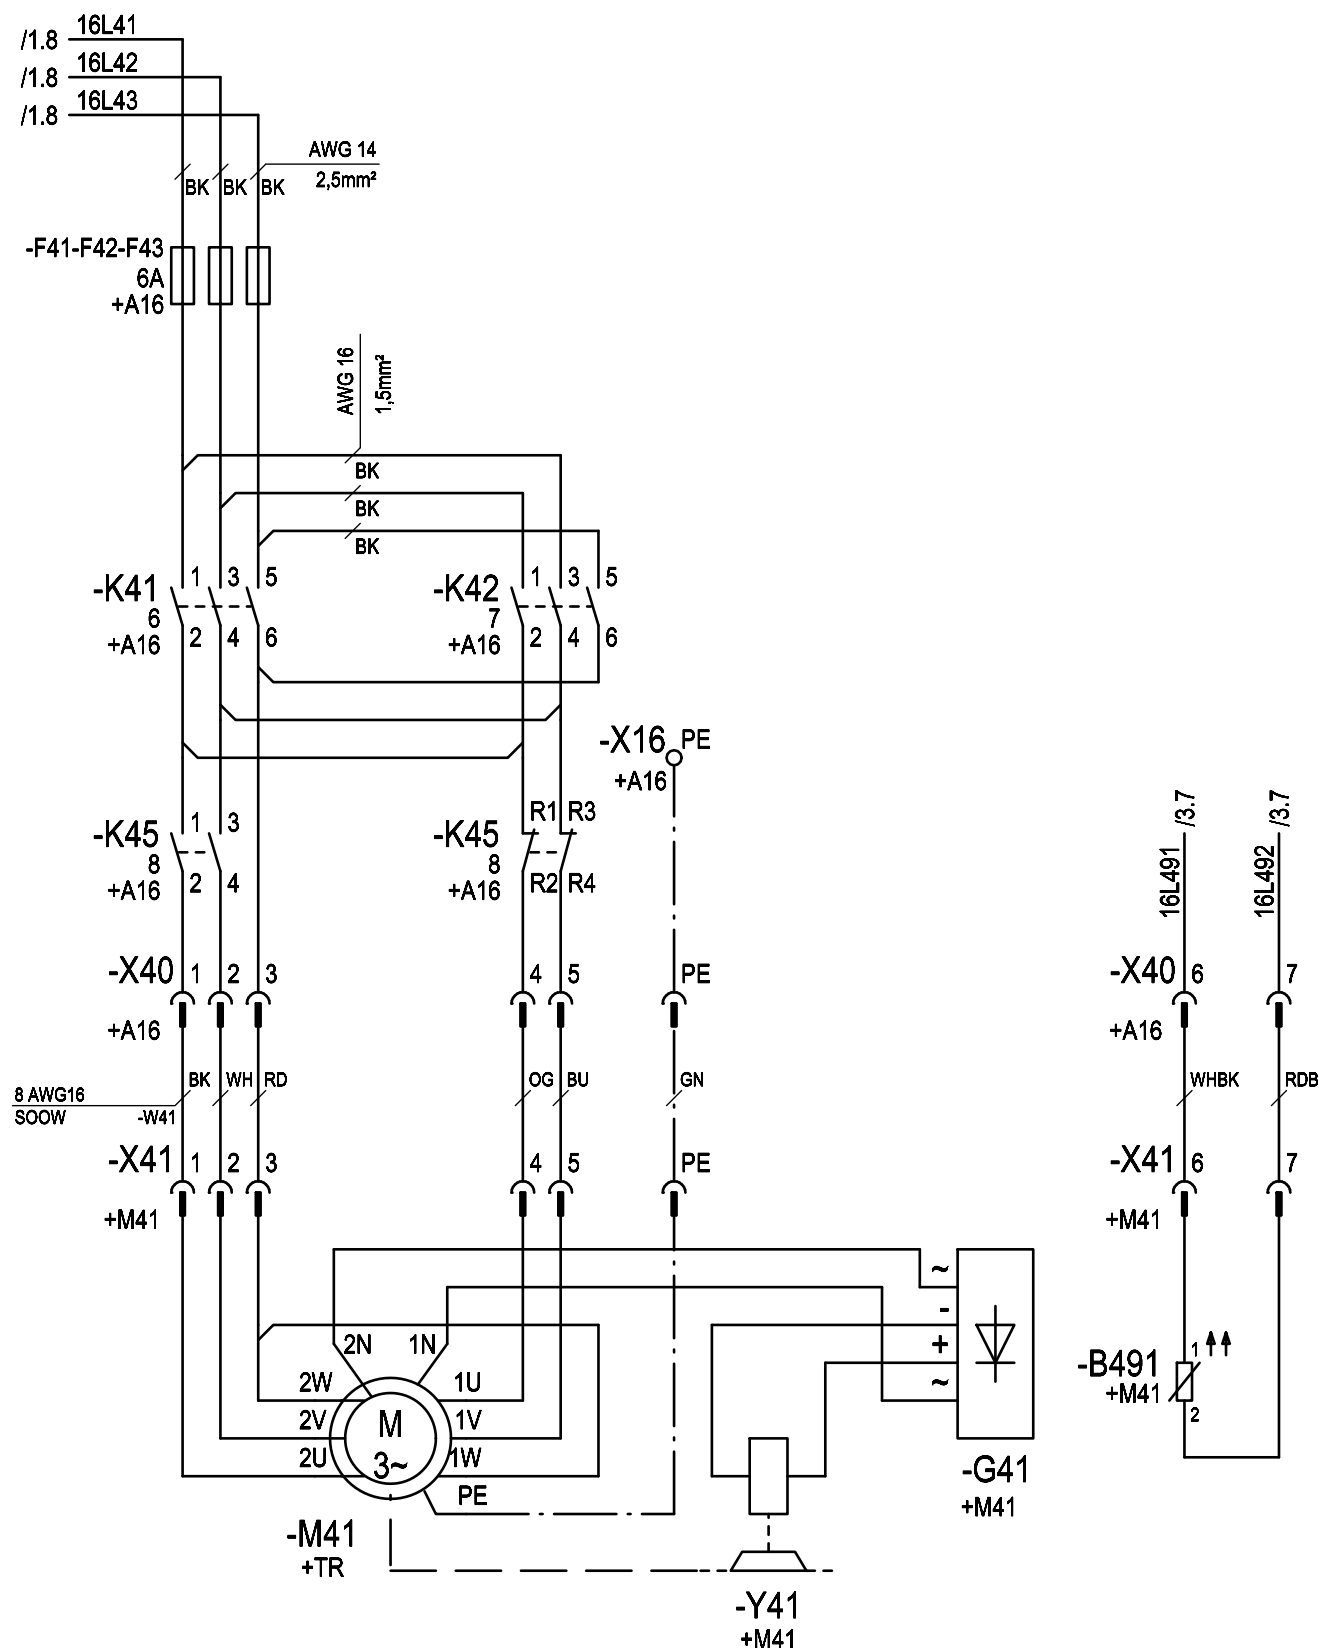 /1.8 16L41
/1.8 16L42
/1.8 16L43
AWG 14
2,5mm²
BK BK BK
-F41-F42-F43
6A
+A16
AWG 16
1,5mm²
BK
BK
BK
-K41 1 3 5
6
+A16 2 4 6
-K42 1 3 5
7
+A16 2 4 6
-X16 PE
+A16
-K45 1 3
8
+A16 2 4
-K45 R1 R3
8
+A16 R2 R4
16L491 /3.7
16L492 /3.7
-X40 1 2 3 4 5 PE
+A16
-X40 6 7
+A16
8 AWG16
SOOW -W41
BK WH RD OG BU GN
WHBK RDB
-X41 1 2 3 4 5 PE
+M41
-X41 6 7
+M41
2N 1N
2W 1U
2V M 1V
2U 3~ 1W
PE
-M41
+TR
~
-
+
~
-G41
+M41
-Y41
+M41
-B491 1
+M41
2